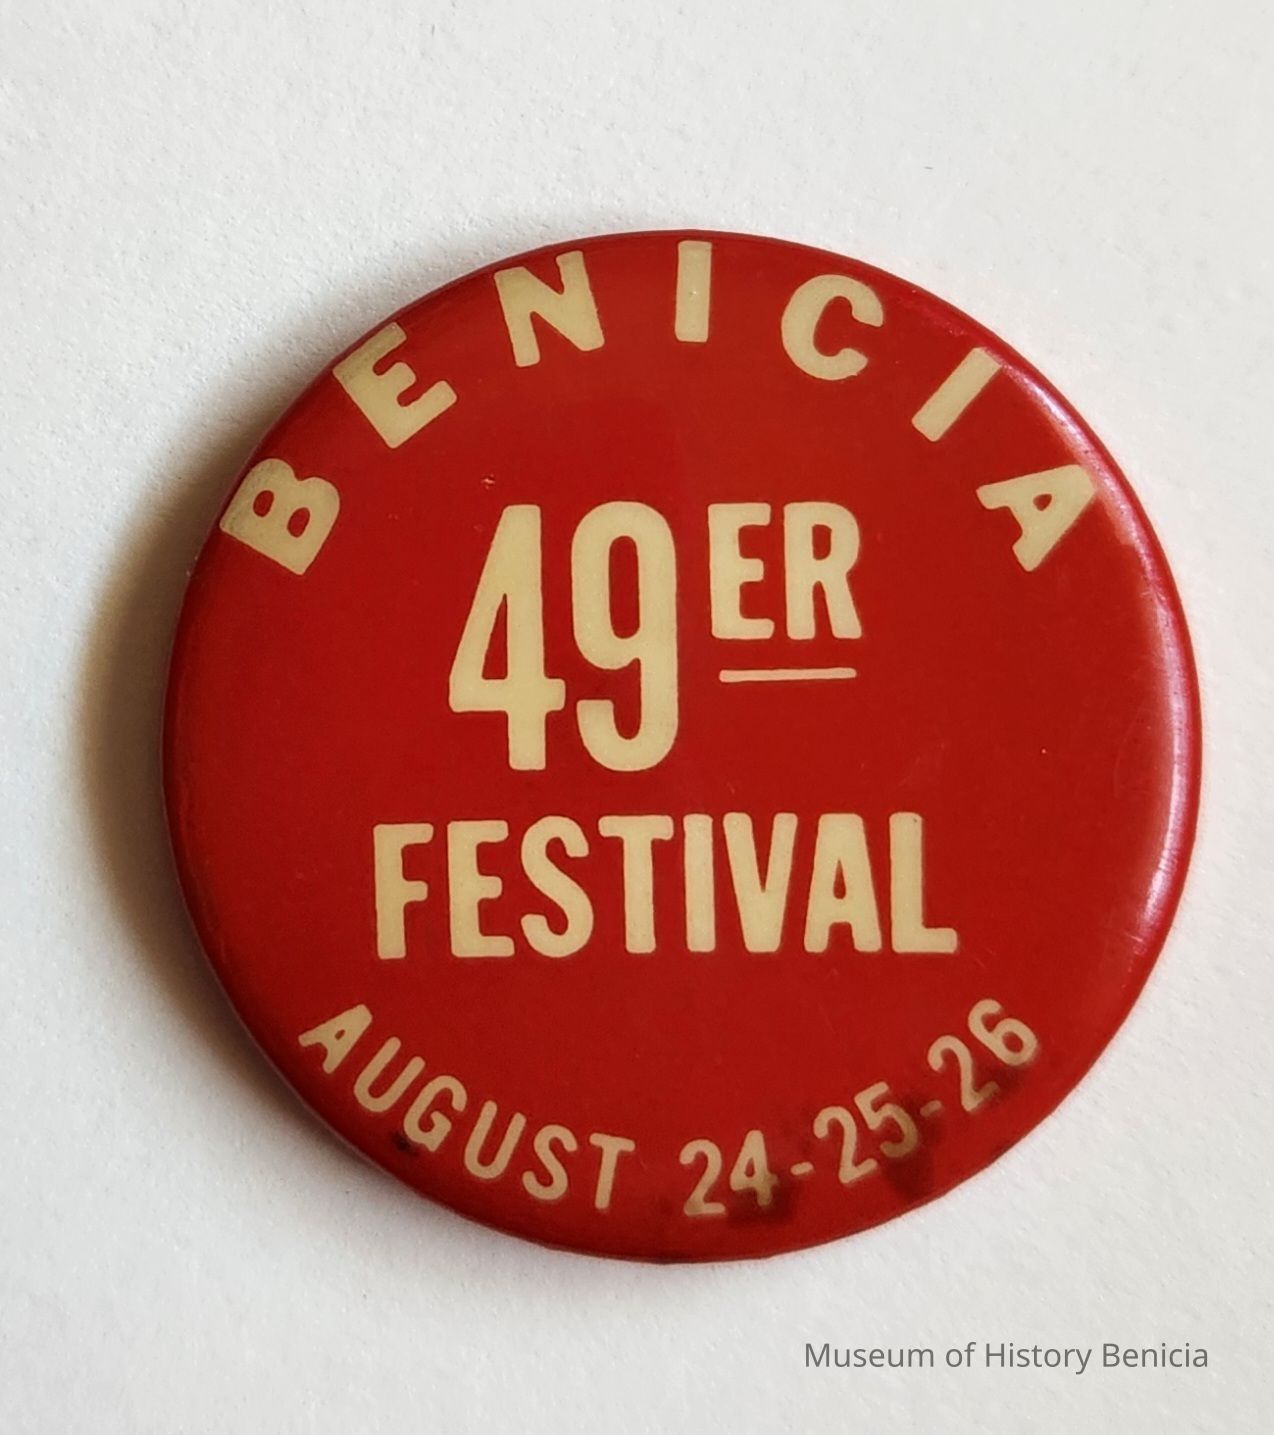 BENICIA
49ER
FESTIVAL
AUGUST 24-25-26
Museum of History Benicia